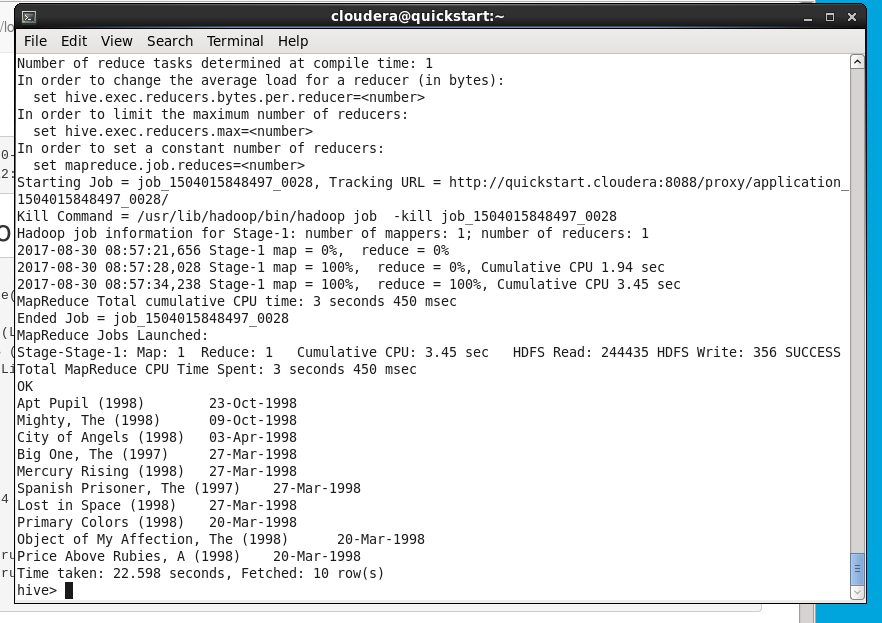 /lo
cloudera@quickstart:~
File Edit View Search Terminal Help
Number of reduce tasks determined at compile time: 1
In order to change the average load for a reducer (in bytes):
  set hive.exec.reducers.bytes.per.reducer=<number>
In order to limit the maximum number of reducers:
  set hive.exec.reducers.max=<number>
In order to set a constant number of reducers:
  set mapreduce.job.reduces=<number>
Starting Job = job_1504015848497_0028, Tracking URL = http://quickstart.cloudera:8088/proxy/application_
1504015848497_0028/
Kill Command = /usr/lib/hadoop/bin/hadoop job  -kill job_1504015848497_0028
Hadoop job information for Stage-1: number of mappers: 1; number of reducers: 1
2017-08-30 08:57:21,656 Stage-1 map = 0%,  reduce = 0%
2017-08-30 08:57:28,028 Stage-1 map = 100%,  reduce = 0%, Cumulative CPU 1.94 sec
2017-08-30 08:57:34,238 Stage-1 map = 100%,  reduce = 100%, Cumulative CPU 3.45 sec
MapReduce Total cumulative CPU time: 3 seconds 450 msec
Ended Job = job_1504015848497_0028
MapReduce Jobs Launched:
Stage-Stage-1: Map: 1  Reduce: 1   Cumulative CPU: 3.45 sec   HDFS Read: 244435 HDFS Write: 356 SUCCESS
Total MapReduce CPU Time Spent: 3 seconds 450 msec
OK
Apt Pupil (1998)        23-Oct-1998
Mighty, The (1998)      09-Oct-1998
City of Angels (1998)   03-Apr-1998
Big One, The (1997)     27-Mar-1998
Mercury Rising (1998)   27-Mar-1998
Spanish Prisoner, The (1997)    27-Mar-1998
Lost in Space (1998)    27-Mar-1998
Primary Colors (1998)   20-Mar-1998
Object of My Affection, The (1998)      20-Mar-1998
Price Above Rubies, A (1998)    20-Mar-1998
Time taken: 22.598 seconds, Fetched: 10 row(s)
hive>